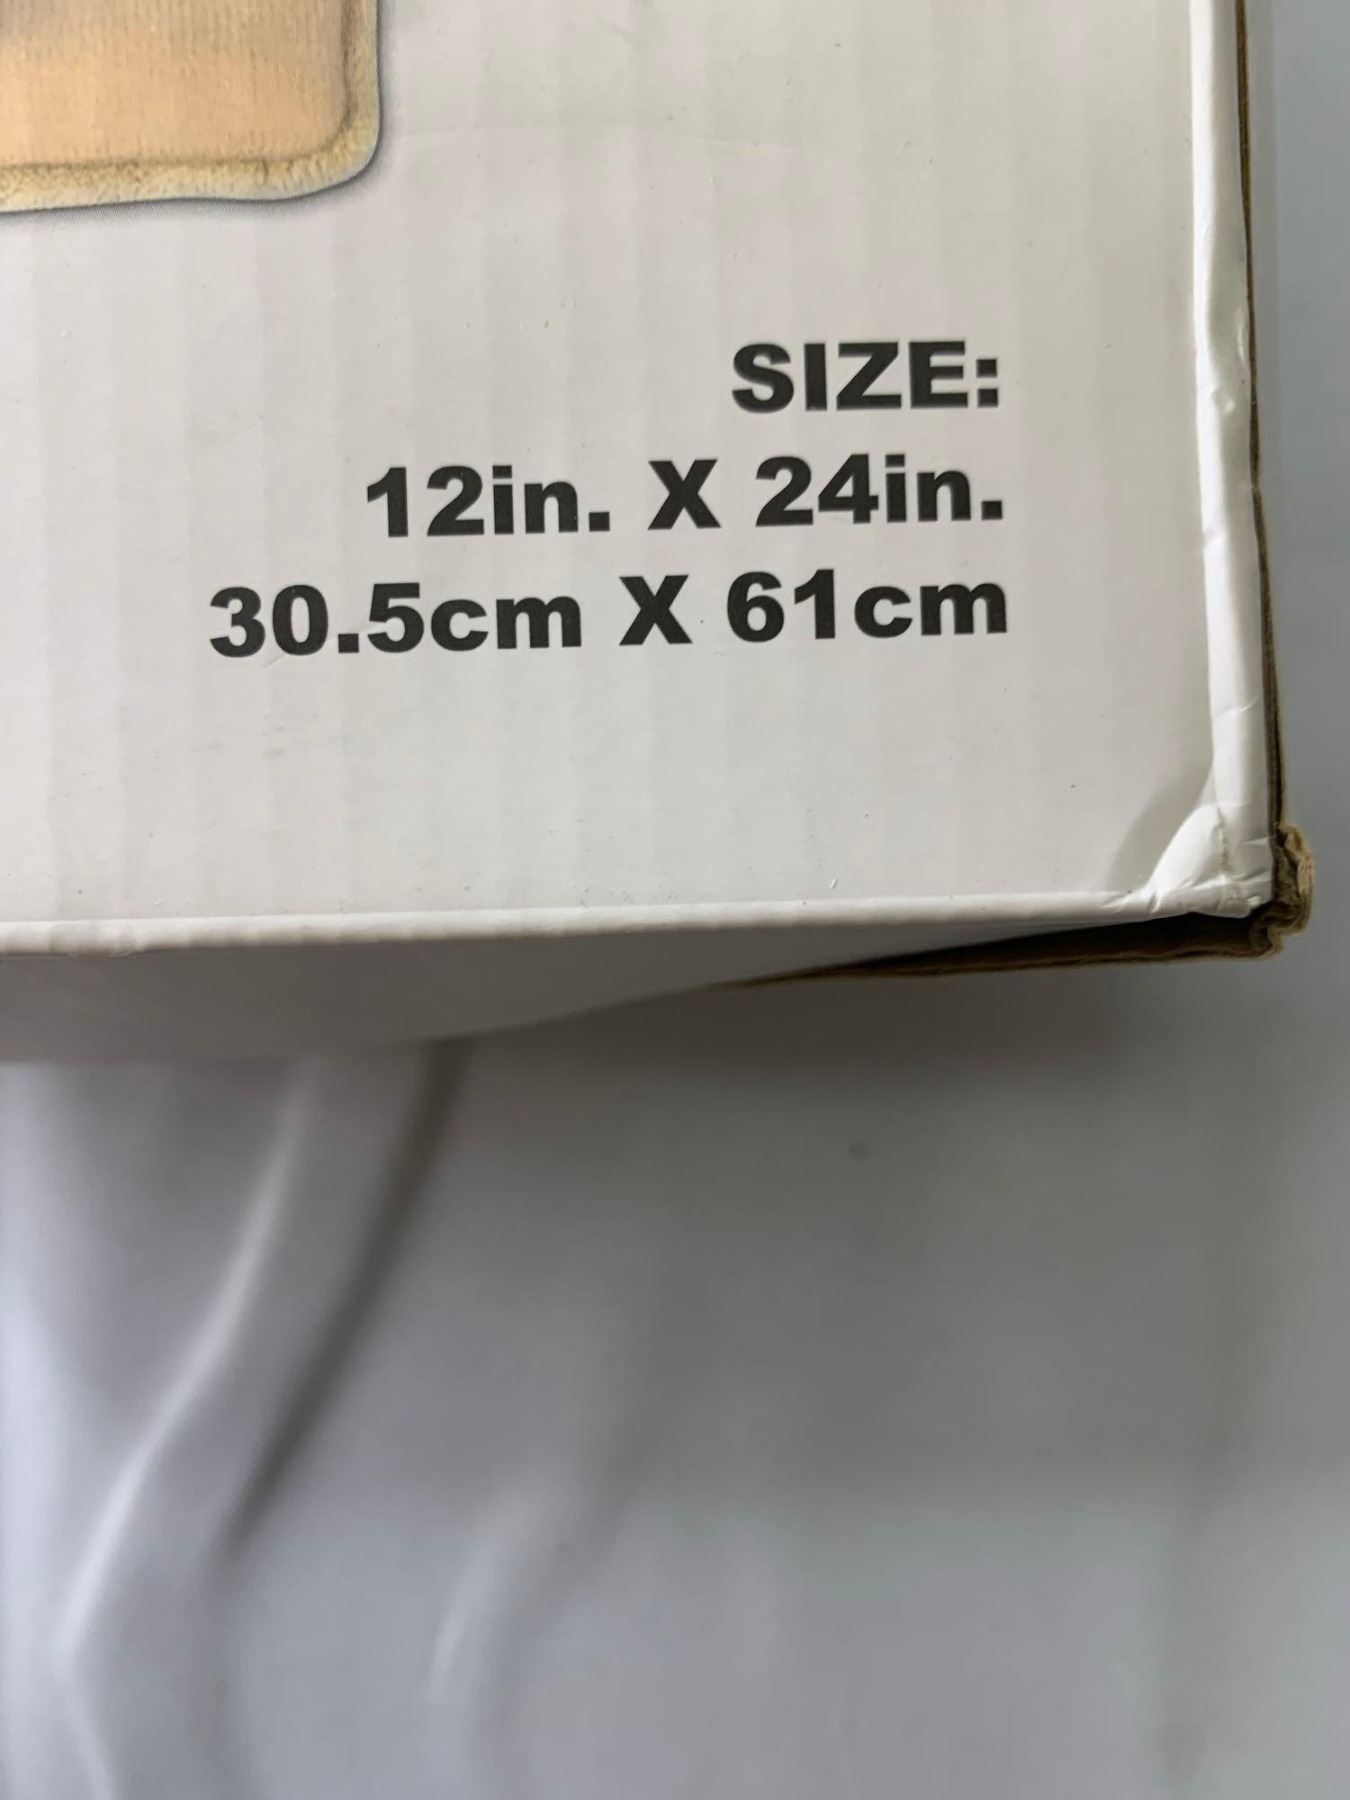 SIZE:
12in. X 24in.
30.5cm X 61cm